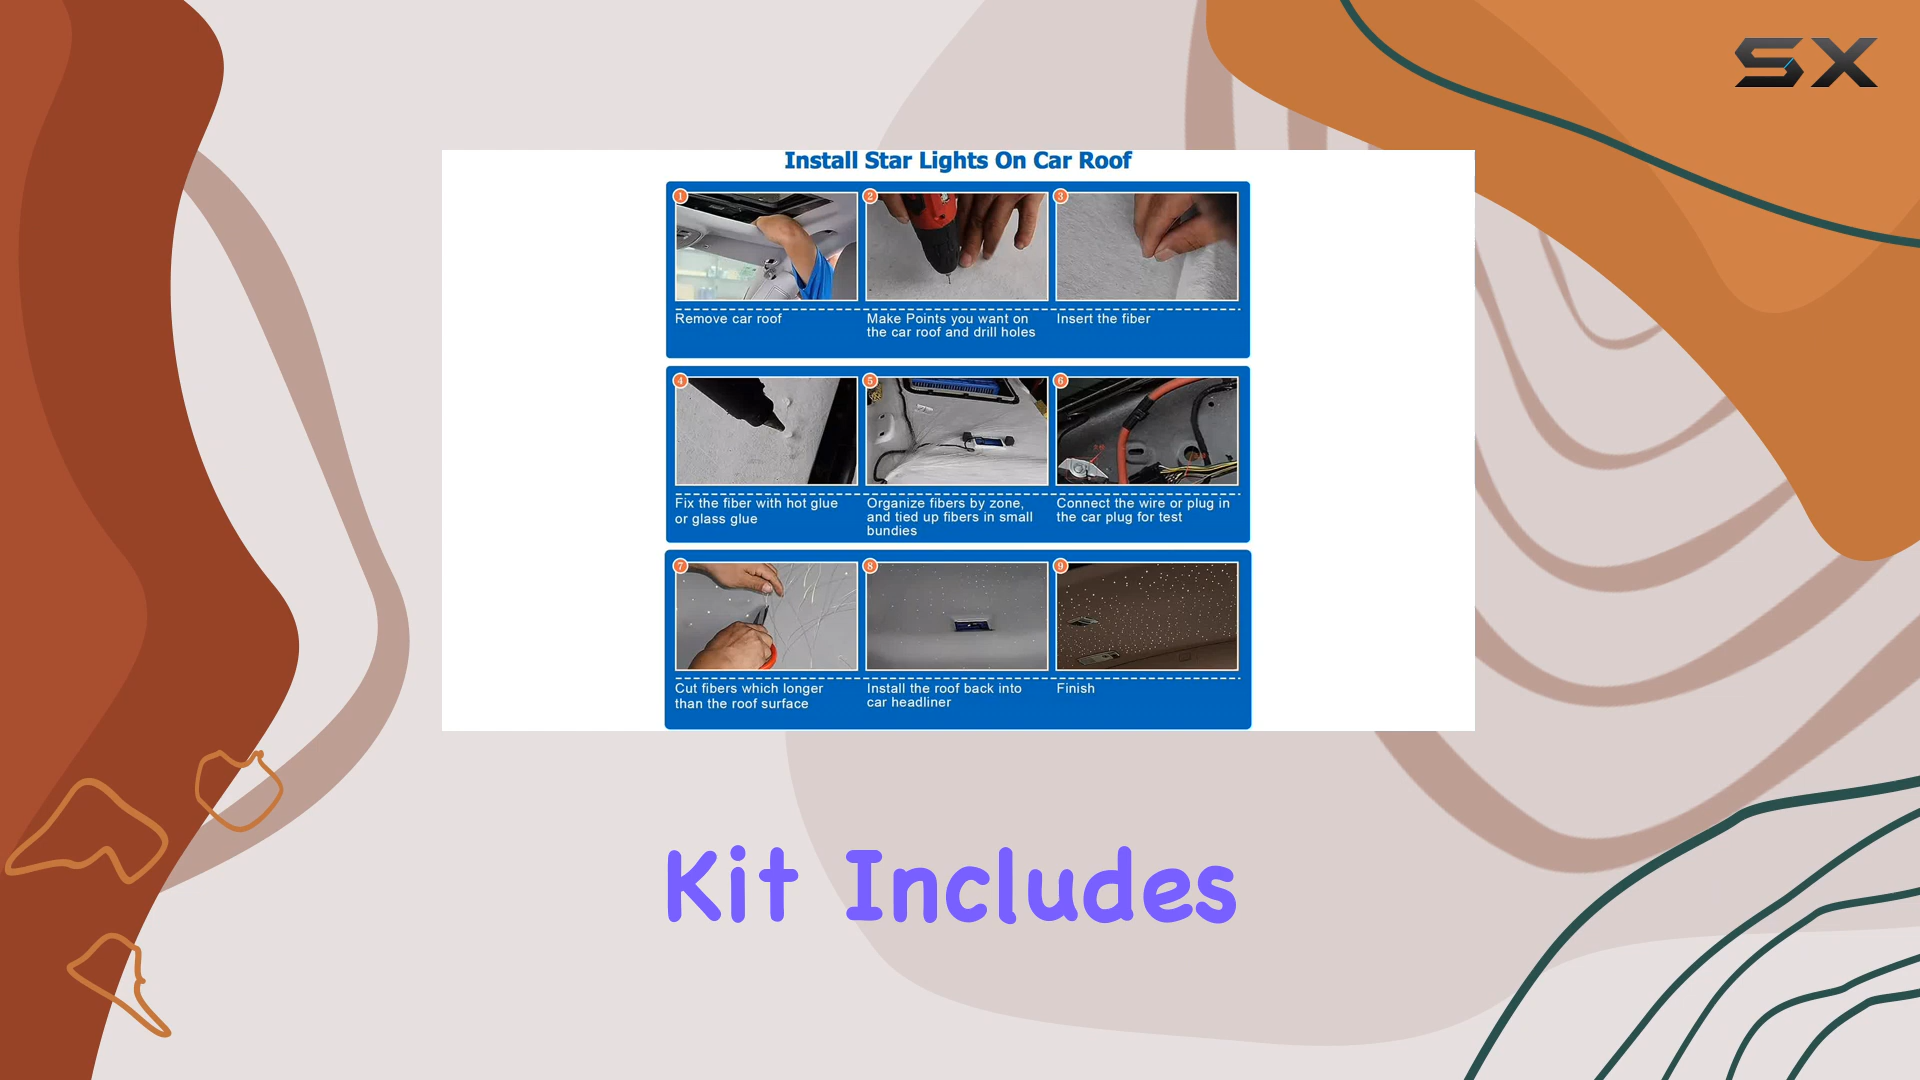 SX
Install Star Lights On Car Roof
1
2
3
Remove car roof
Make Points you want on
the car roof and drill holes
Insert the fiber
4
5
6
Fix the fiber with hot glue
or glass glue
Organize fibers by zone,
and tied up fibers in small
bundies
Connect the wire or plug in
the car plug for test
7
8
9
Cut fibers which longer
than the roof surface
Install the roof back into
car headliner
Finish
Kit Includes